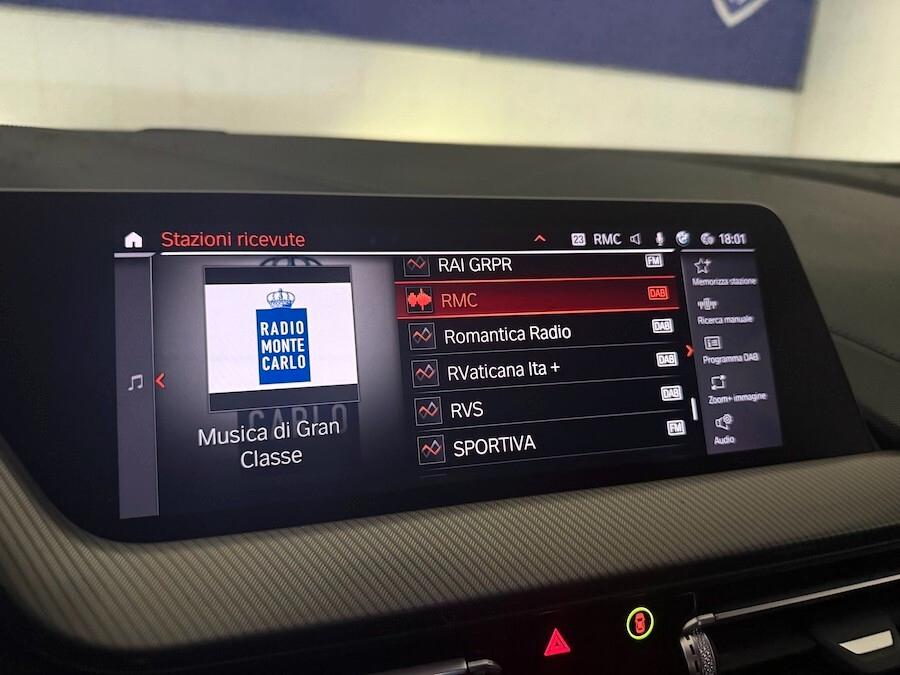 Stazioni ricevute
23 RMC 18:01
RADIO
MONTE
CARLO
CARLO
Musica di Gran
Classe
RAI GRPR FM
RMC DAB
Romantica Radio DAB
RVaticana Ita + DAB
RVS DAB
SPORTIVA FM
Memorizza stazione
Ricerca manuale
Programma DAB
Zoom+ immagine
Audio